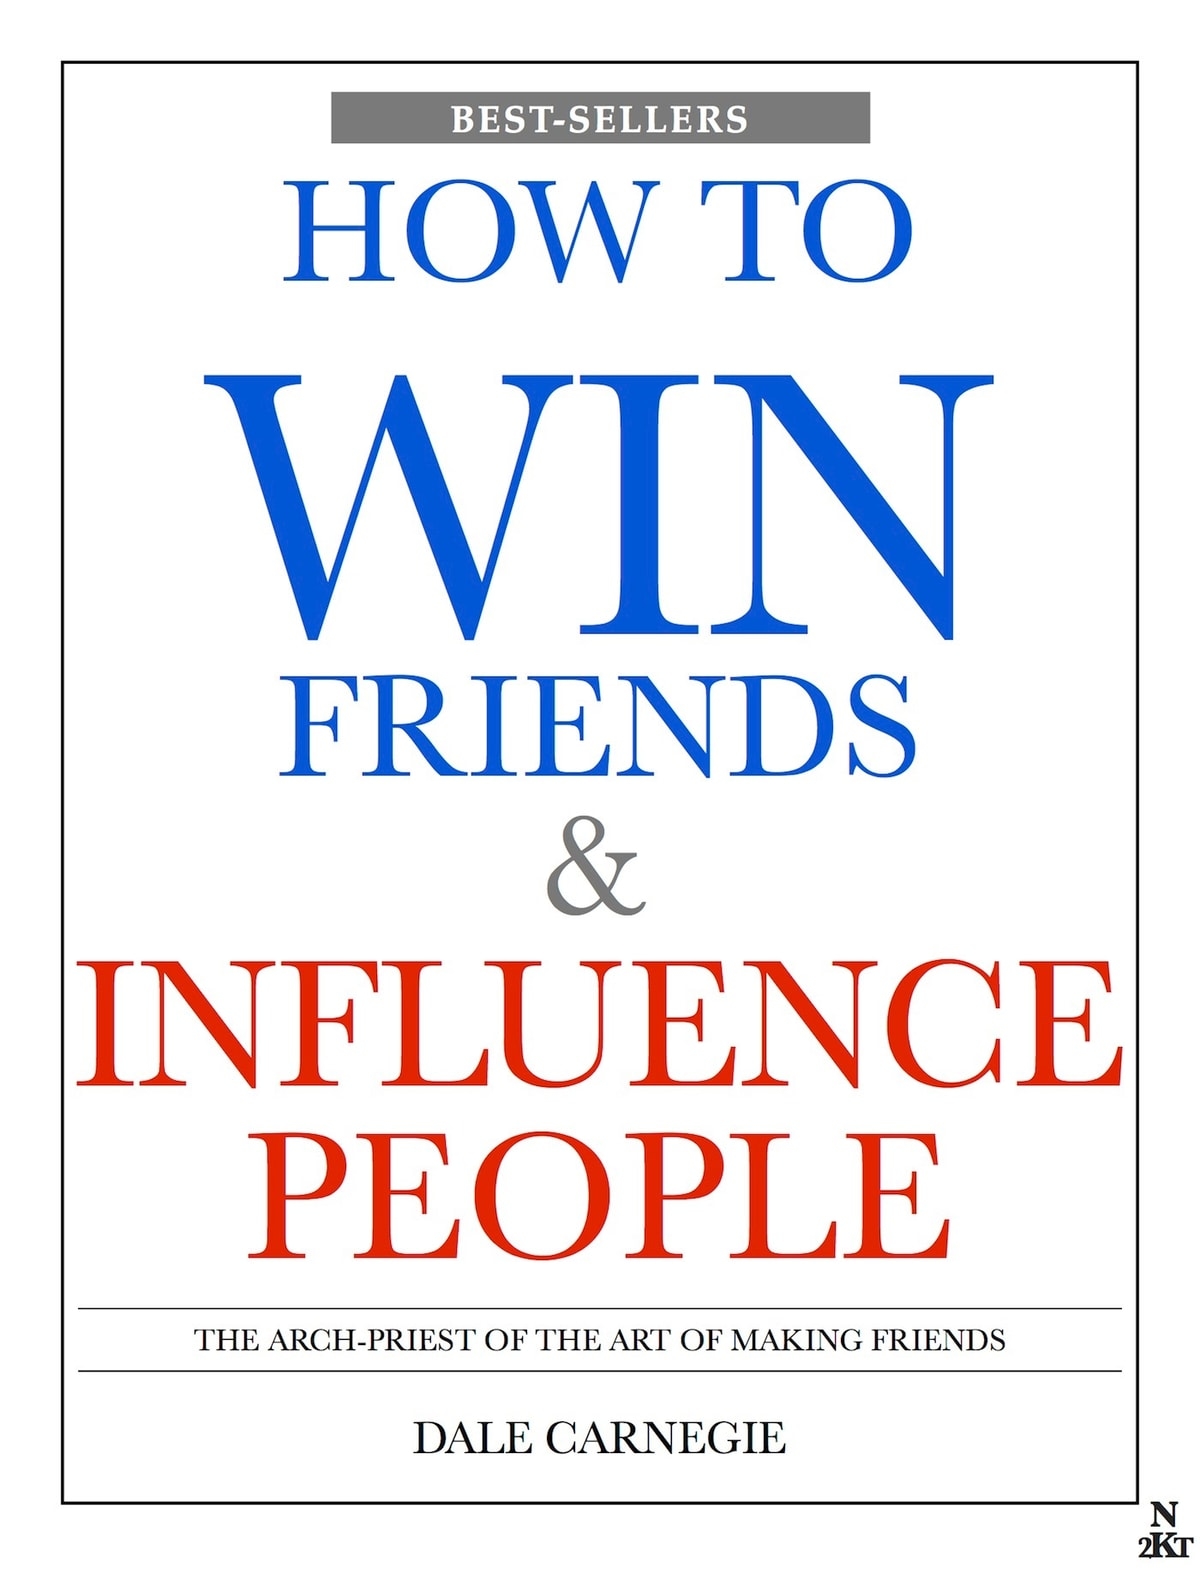 BEST-SELLERS
HOW TO
WIN
FRIENDS
&
INFLUENCE
PEOPLE
THE ARCH-PRIEST OF THE ART OF MAKING FRIENDS
DALE CARNEGIE
N
2KT